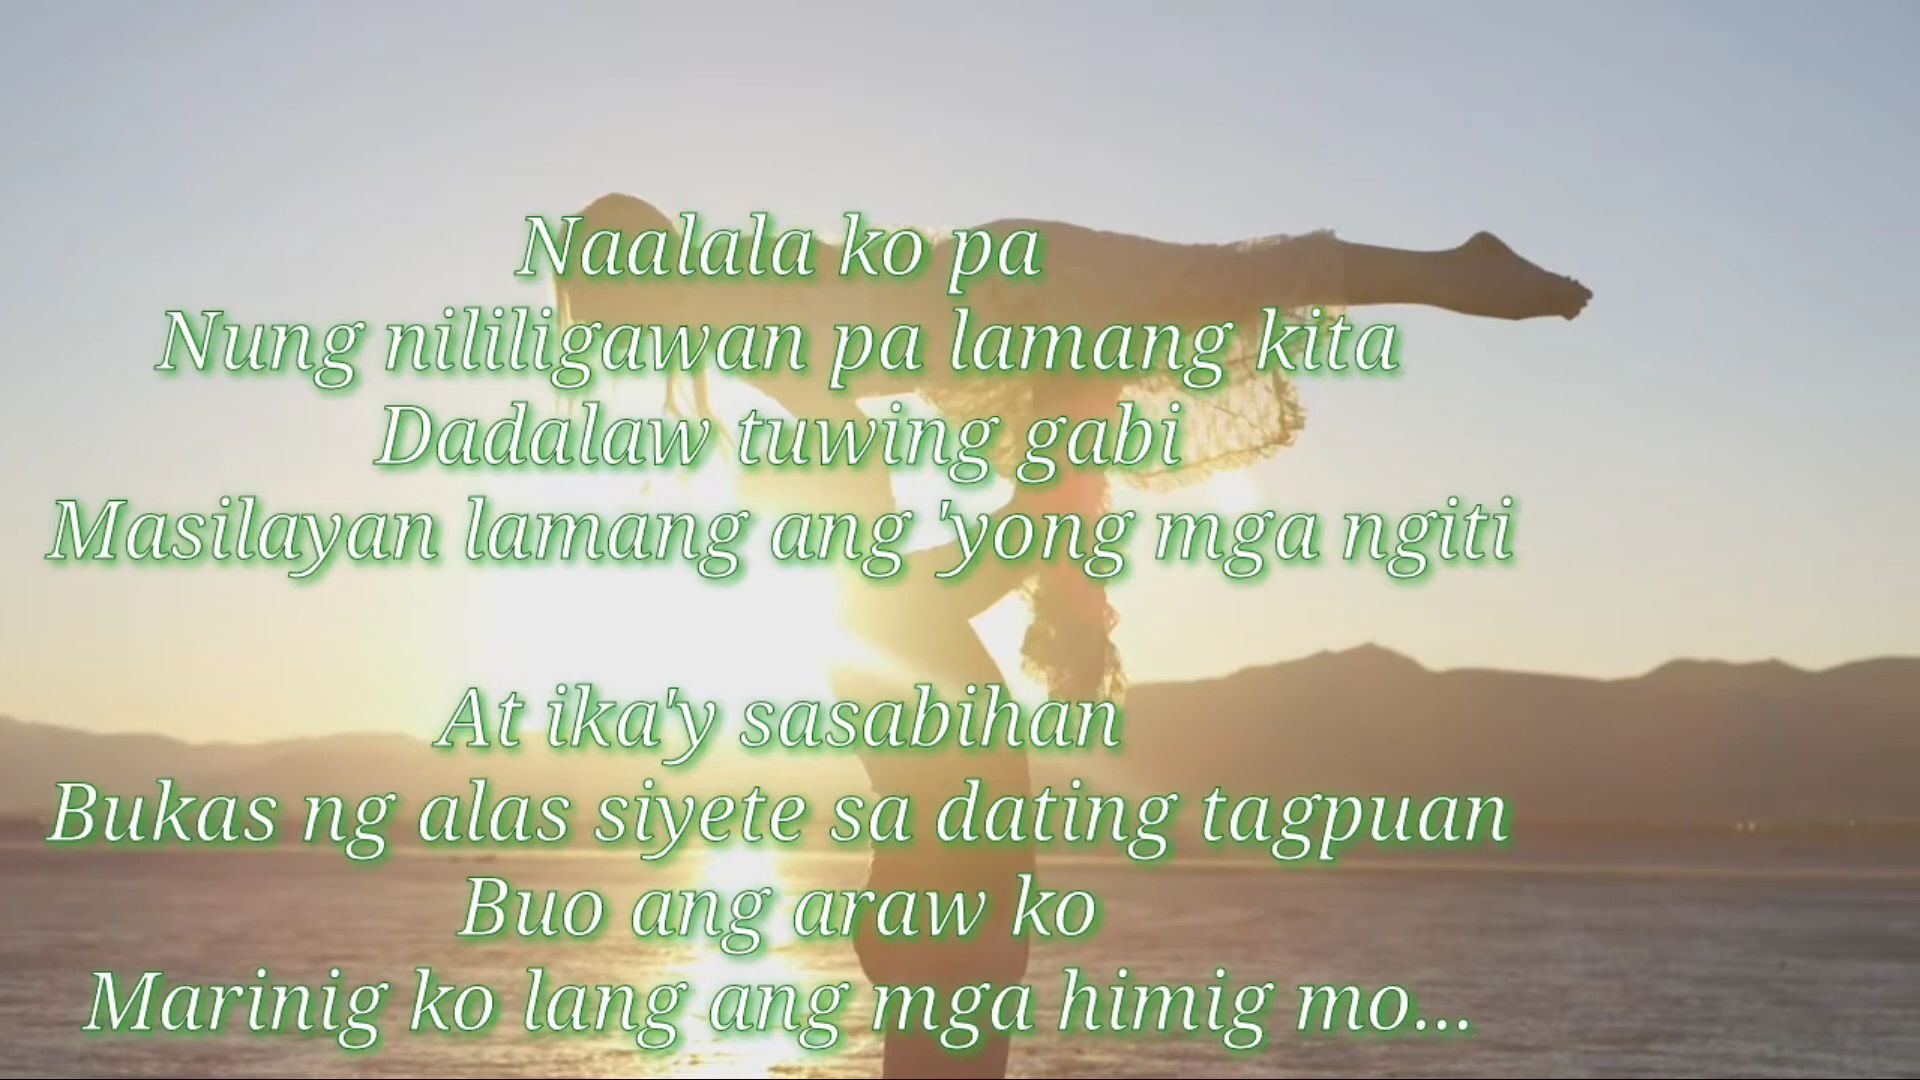 Naalala ko pa
Nung nililigawan pa lamang kita
Dadalaw tuwing gabi
Masilayan lamang ang 'yong mga ngiti
At ika'y sasabihan
Bukas ng alas siyete sa dating tagpuan
Buo ang araw ko
Marinig ko lang ang mga himig mo...